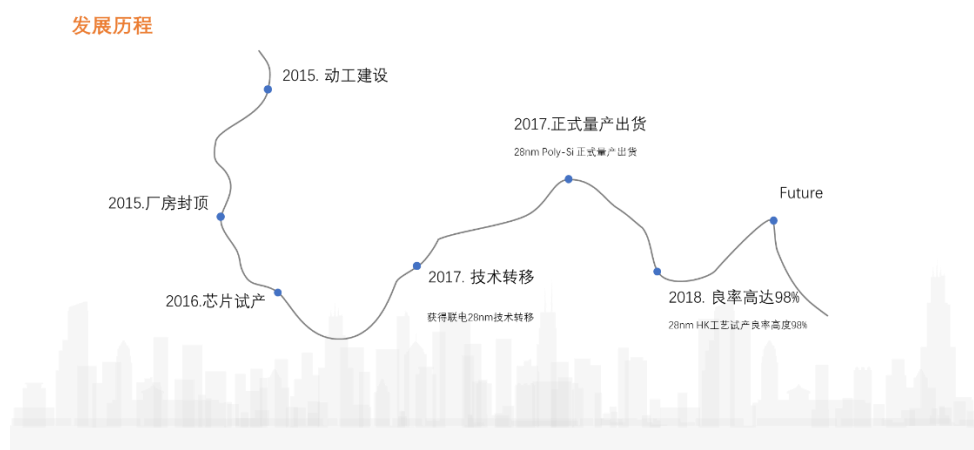 发展历程
2015. 动工建设
2015.厂房封顶
2016.芯片试产
2017. 技术转移
获得联电28nm技术转移
2017.正式量产出货
28nm Poly-Si 正式量产出货
2018. 良率高达98%
28nm HK工艺试产良率高度98%
Future